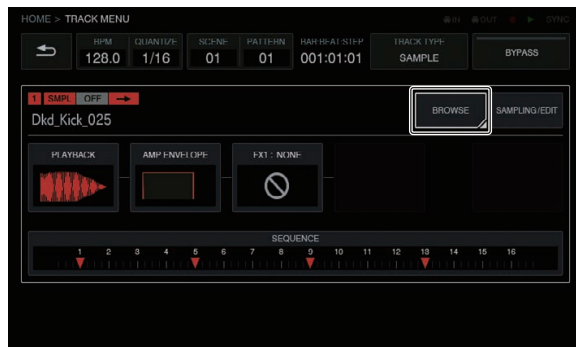 HOME > TRACK MENU
IN OUT SYNC
BPM QUANTIZE SCENE PATTERN BAR:BEAT:STEP TRACK TYPE
128.0 1/16 01 01 001:01:01 SAMPLE BYPASS
1 SMPL OFF
Dkd_Kick_025
BROWSE SAMPLING/EDIT
PLAYBACK AMP ENVELOPE FX1 : NONE
SEQUENCE
1 2 3 4 5 6 7 8 9 10 11 12 13 14 15 16